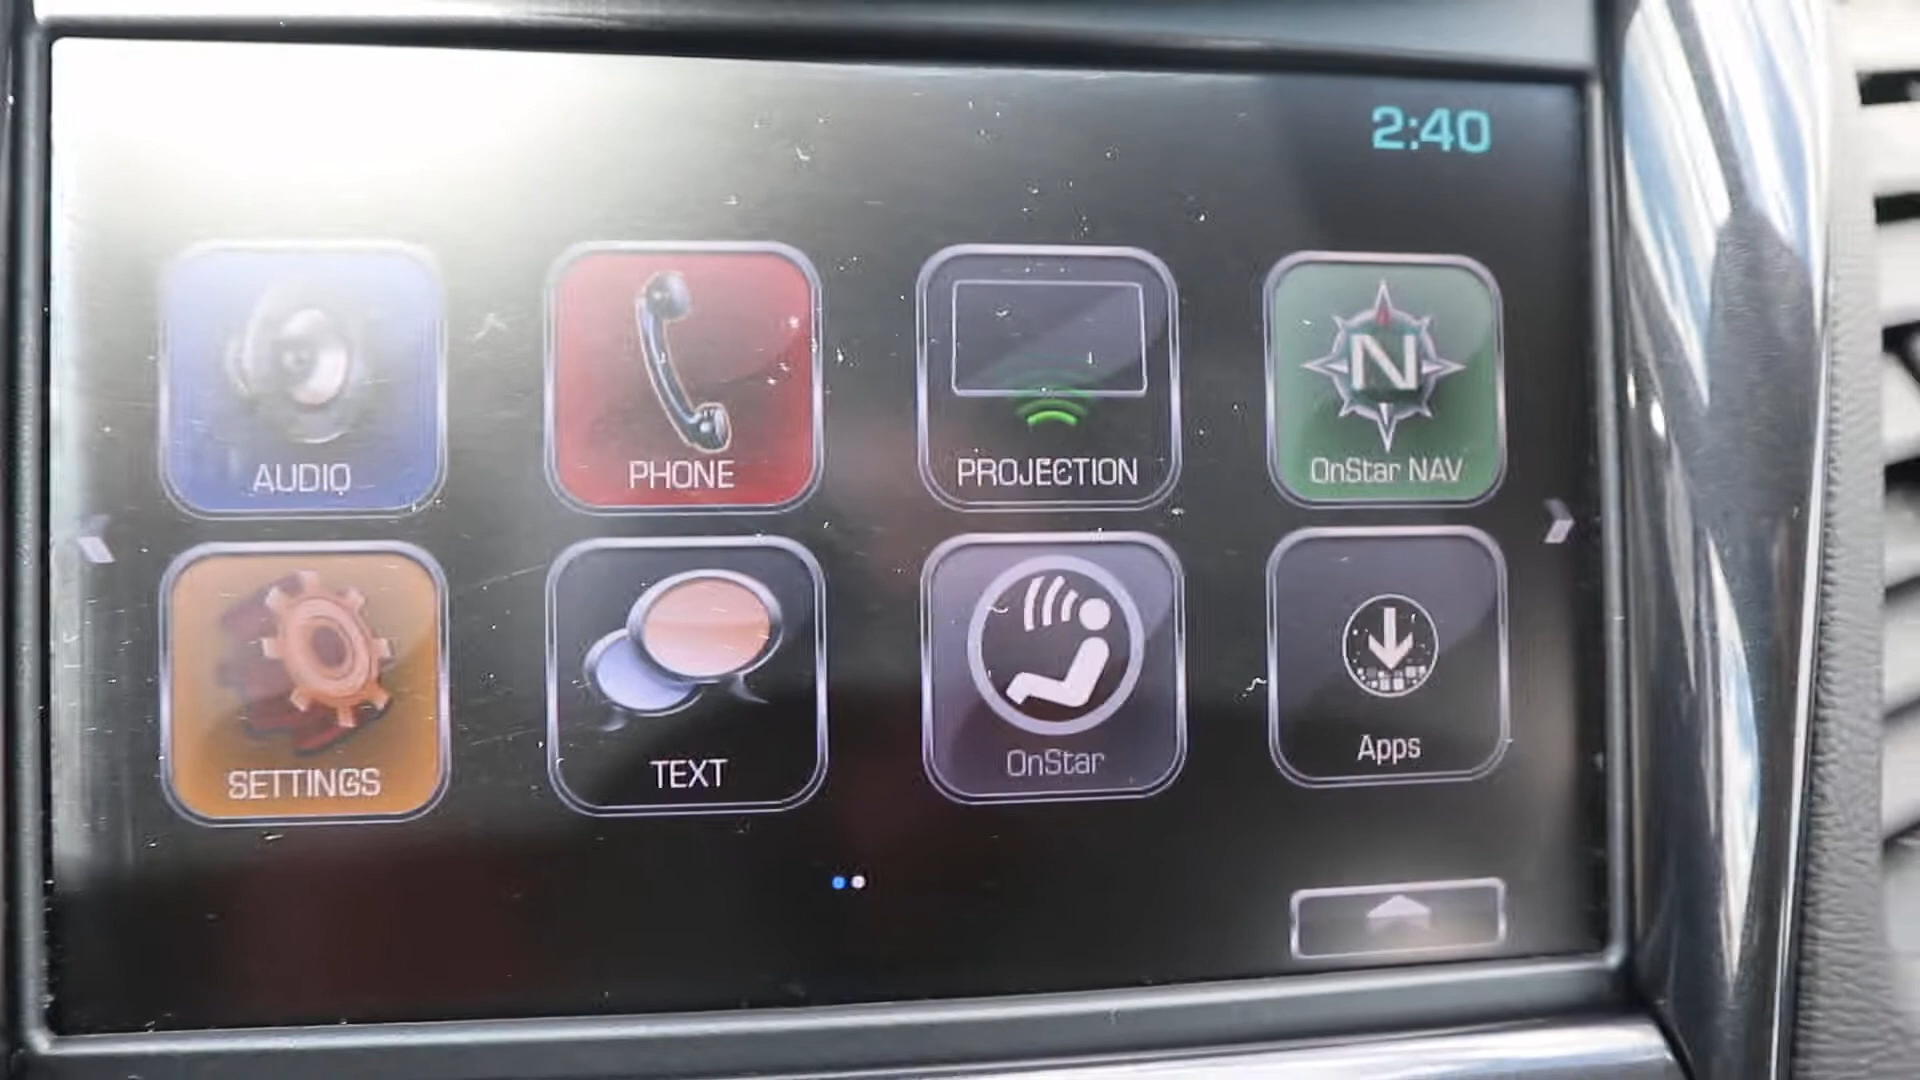 2:40
AUDIO
PHONE
PROJECTION
N
OnStar NAV
SETTINGS
TEXT
OnStar
Apps